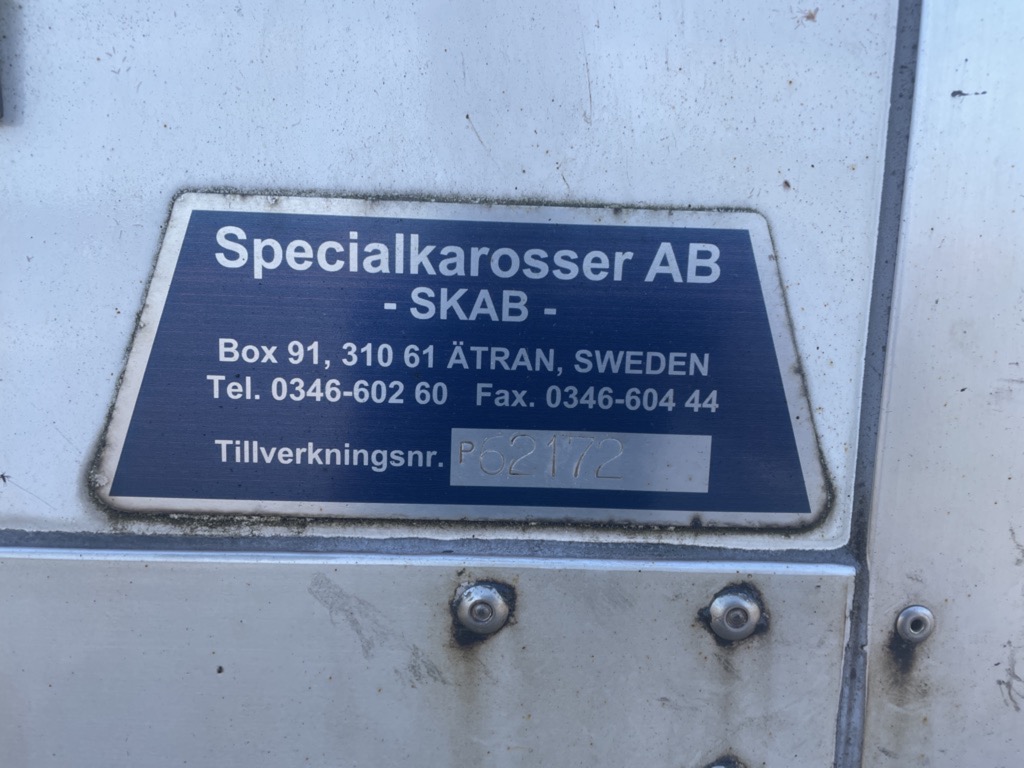 Specialkarosser AB
- SKAB -
Box 91, 310 61 ÄTRAN, SWEDEN
Tel. 0346-602 60 Fax. 0346-604 44
Tillverkningsnr. P62172